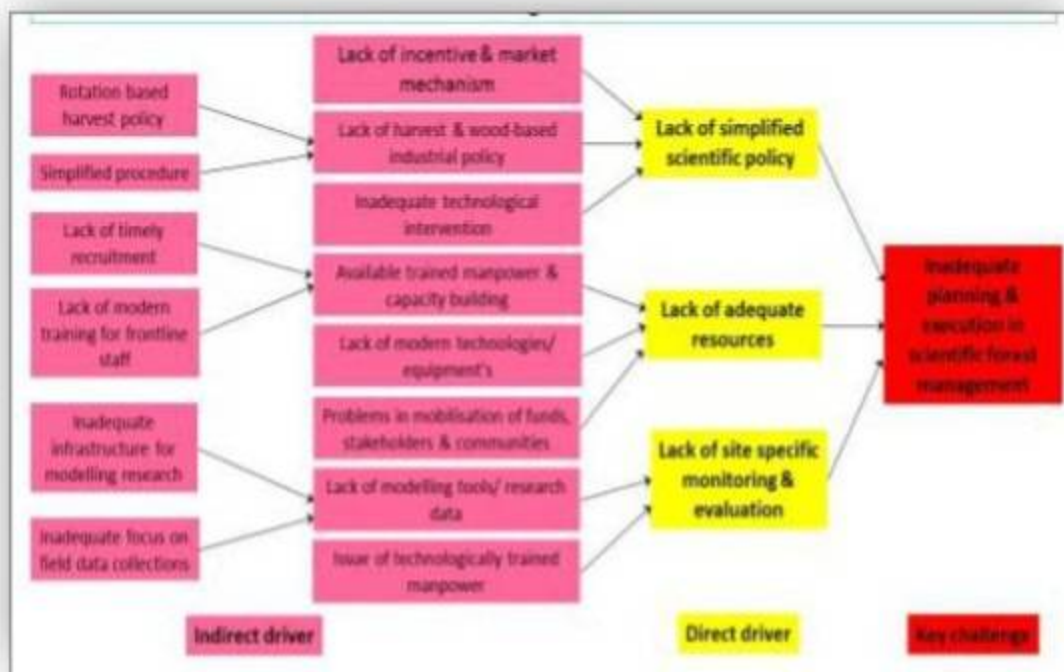 Rotation based
harvest policy
Simplified procedure
Lack of timely
recruitment
Lack of modern
training for frontline
staff
Inadequate
infrastructure for
modelling research
Inadequate focus on
field data collections
Lack of incentive & market
mechanism
Lack of harvest & wood-based
industrial policy
Inadequate technological
intervention
Available trained manpower &
capacity building
Lack of modern technologies/
equipment's
Problems in mobilisation of funds,
stakeholders & communities
Lack of modelling tools/ research
data
Issue of technologically trained
manpower
Lack of simplified
scientific policy
Lack of adequate
resources
Lack of site specific
monitoring &
evaluation
Inadequate
planning &
execution in
scientific forest
management
Indirect driver
Direct driver
Key challenge